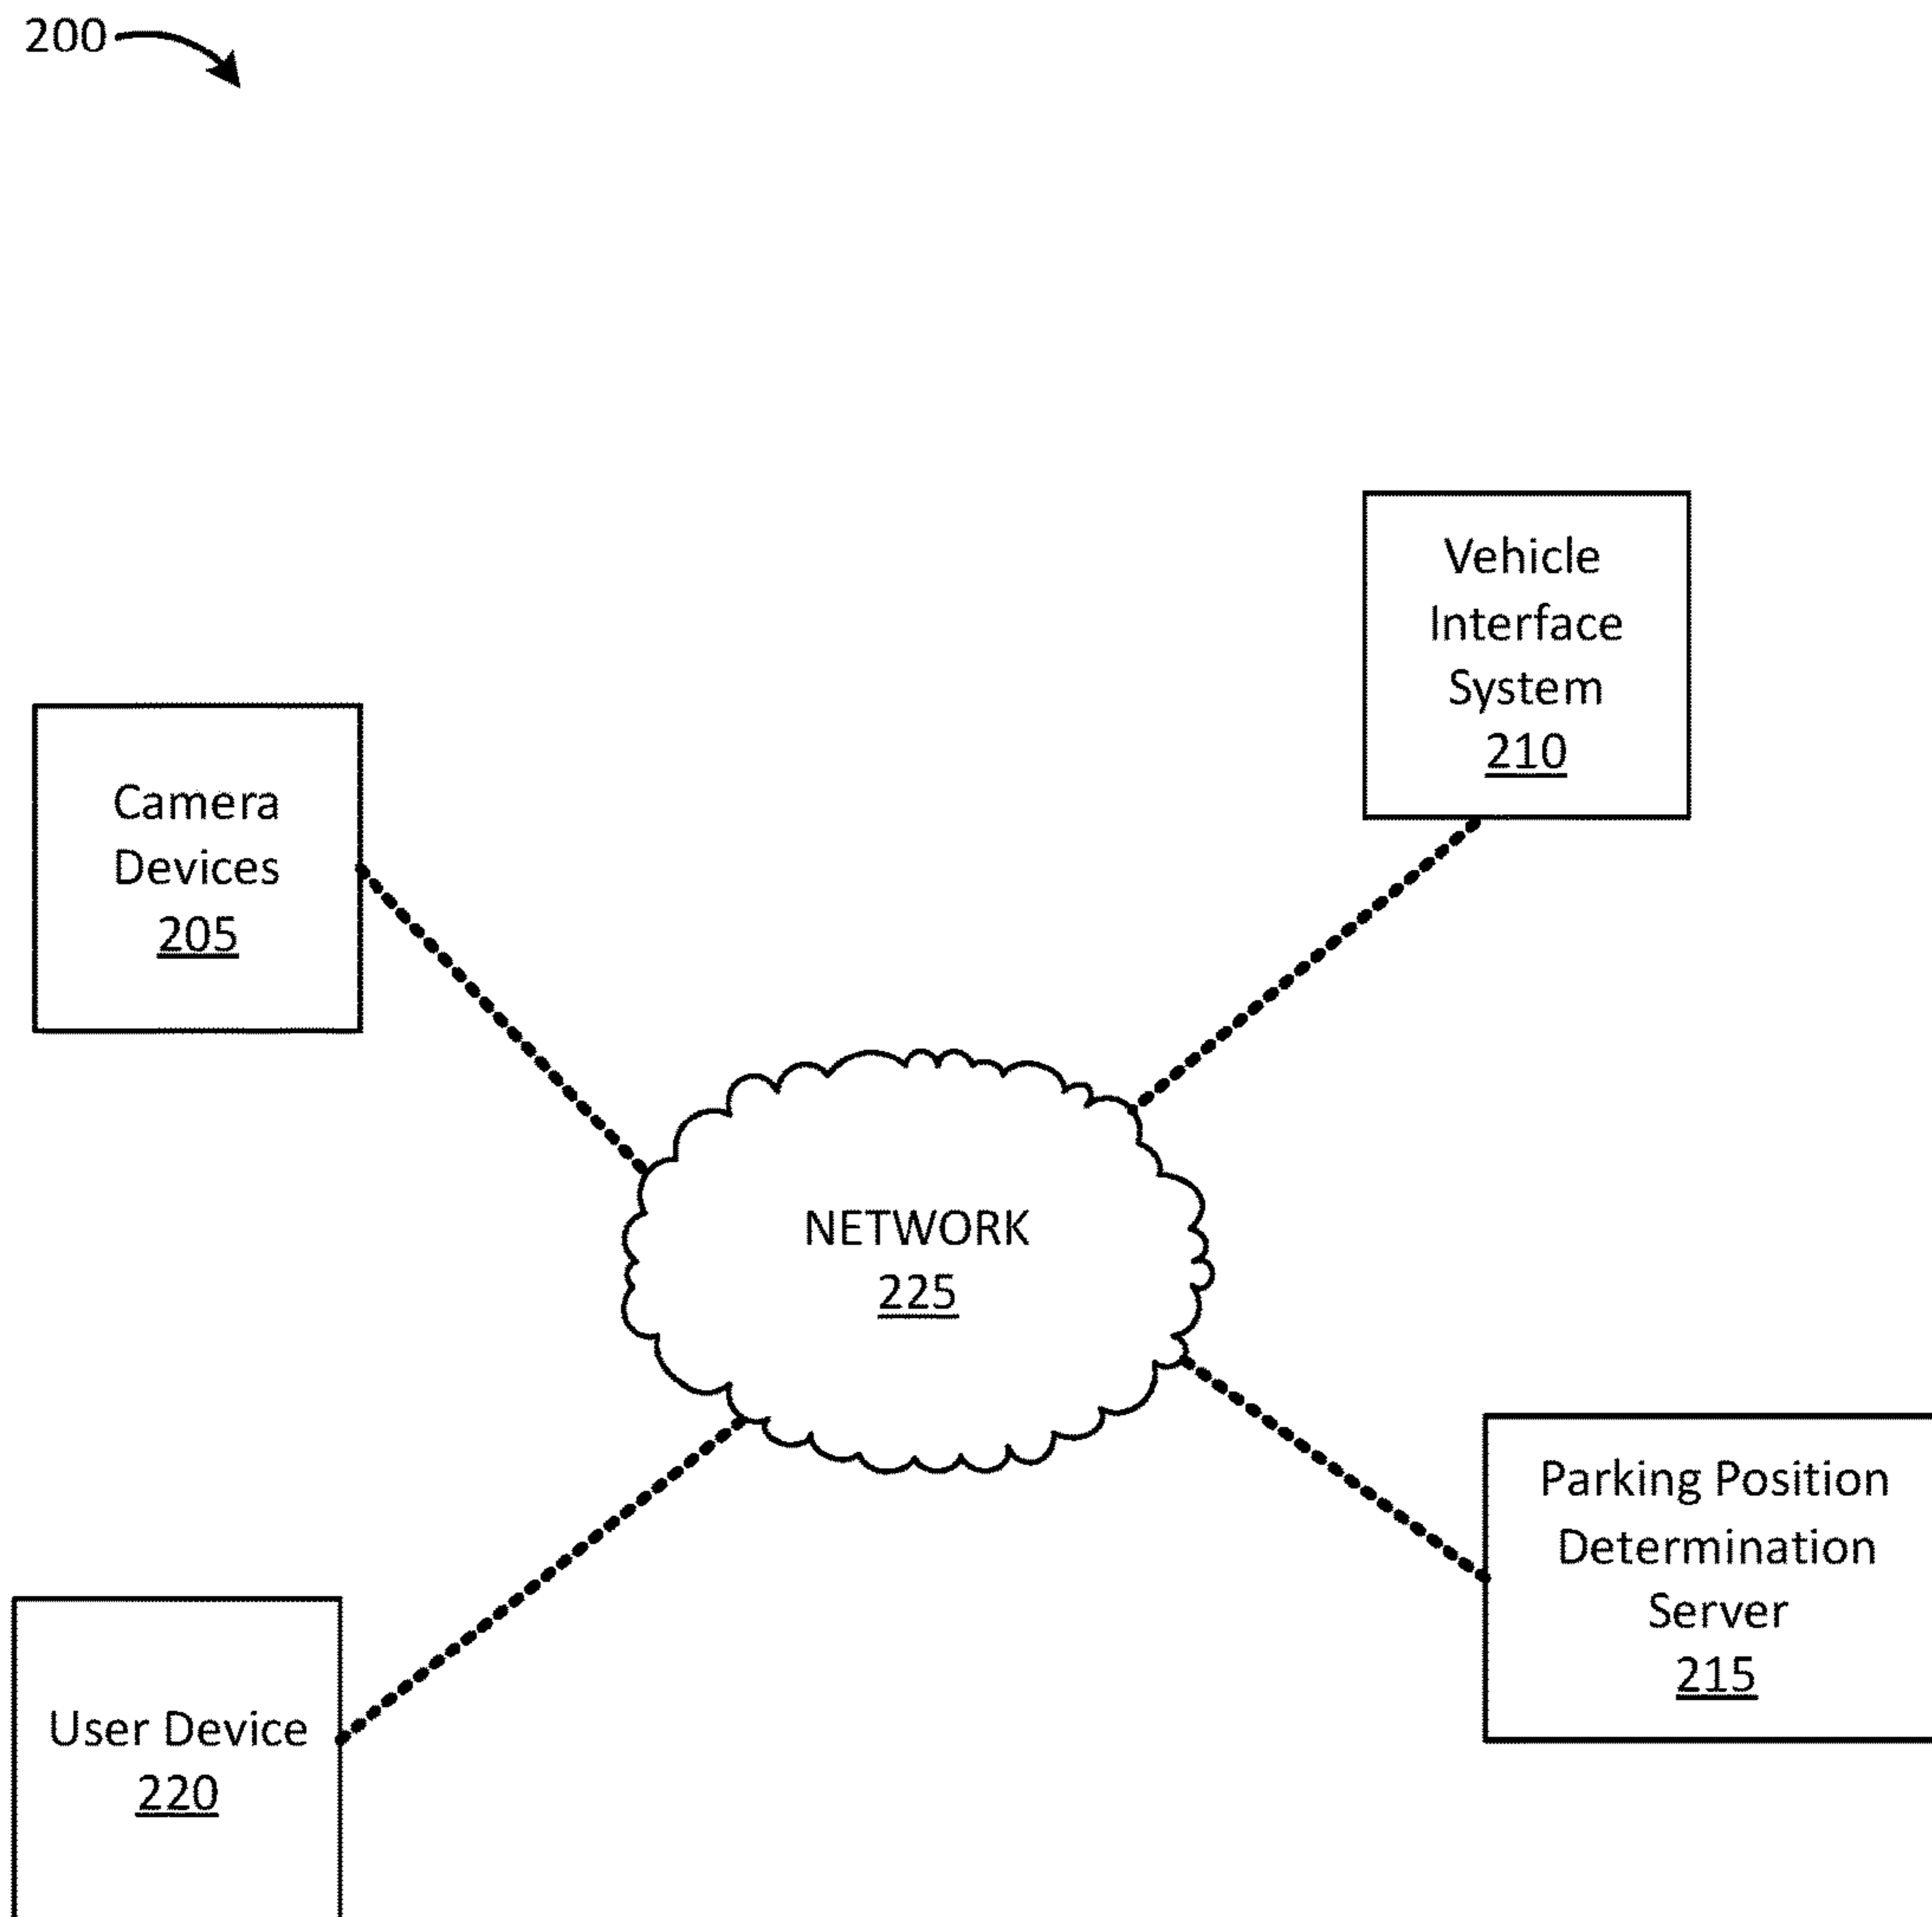 200
Vehicle
Interface
System
210
Camera
Devices
205
NETWORK
225
Parking Position
Determination
Server
215
User Device
220